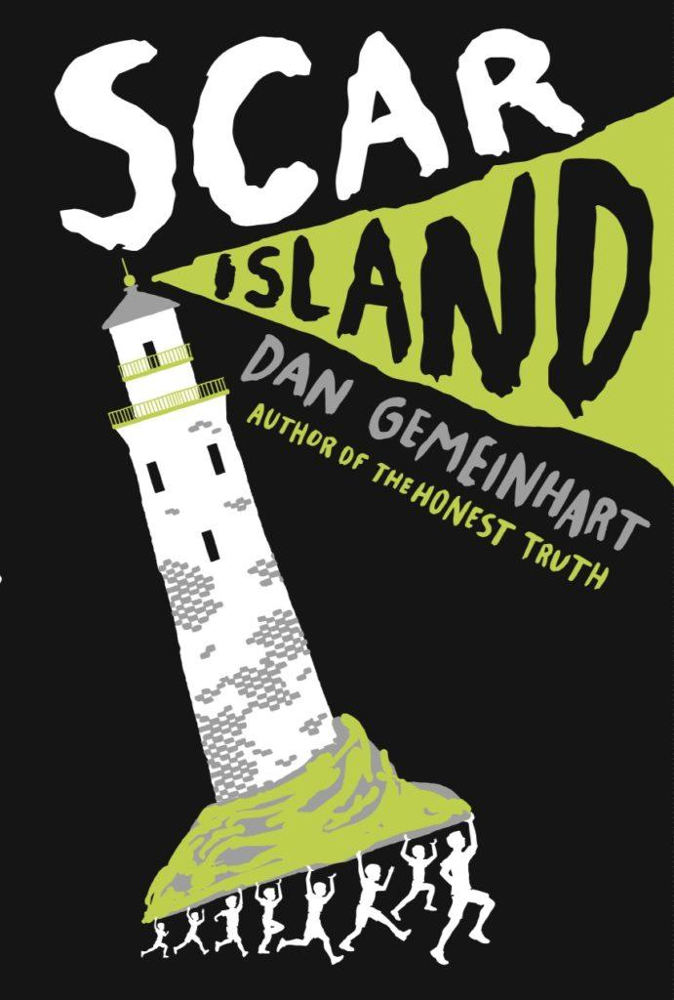 SCAR
ISLAND
DAN GEMEINHART
AUTHOR OF THE HONEST TRUTH